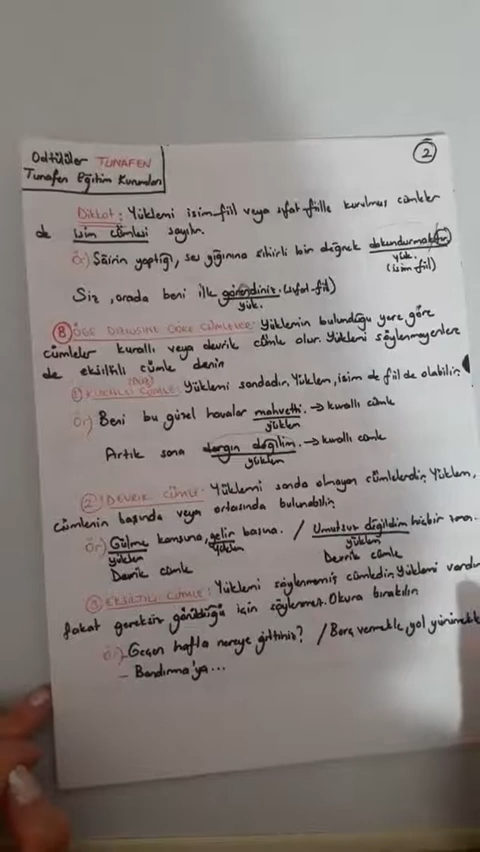 2
Odtülüler TUNAFEN
Tunafen Eğitim Kurumları
Dikkat: Yüklemi isim-fiil veya sıfat-fiille kurulmuş cümleler
de isim cümlesi sayılır.
Ör) Şairin yaptığı, ses yığınına sihirli bir değnek dokundurmaktır
yük.
(isim fiil)
Siz, orada beni ilk görendiniz. (sıfat-fiil)
yük.
B ÖGE DİZİLİŞİNE GÖRE CÜMLELER: Yüklemin bulunduğu yere göre
cümleler kurallı veya devrik cümle olur. Yüklemi söylenmeyenlere
de eksiltili cümle denir
(Düz)
1) KURALLI CÜMLE: Yüklemi sondadır. Yüklem, isim de fiil de olabilir.
Ör) Beni bu güzel havalar mahvetti. → kurallı cümle
yüklem
Artık sana dargın değilim. → kurallı cümle
yüklem
2) DEVRİK CÜMLE: Yüklemi sonda olmayan cümlelerdir. Yüklem,
cümlenin başında veya ortasında bulunabilir.
Ör) Gülme komşuna, gelir başına. / Umutsuz değildim hiçbir zaman.
yüklem yüklem yüklem
Devrik cümle Devrik cümle
3) EKSİLTİLİ CÜMLE: Yüklemi söylenmemiş cümledir. Yüklemi vardır
fakat gereksiz görüldüğü için söylenmez. Okura bırakılır
ör) Geçen hafta nereye gittiniz? / Borç vermekle, yol yürümekle
- Bandırma'ya...